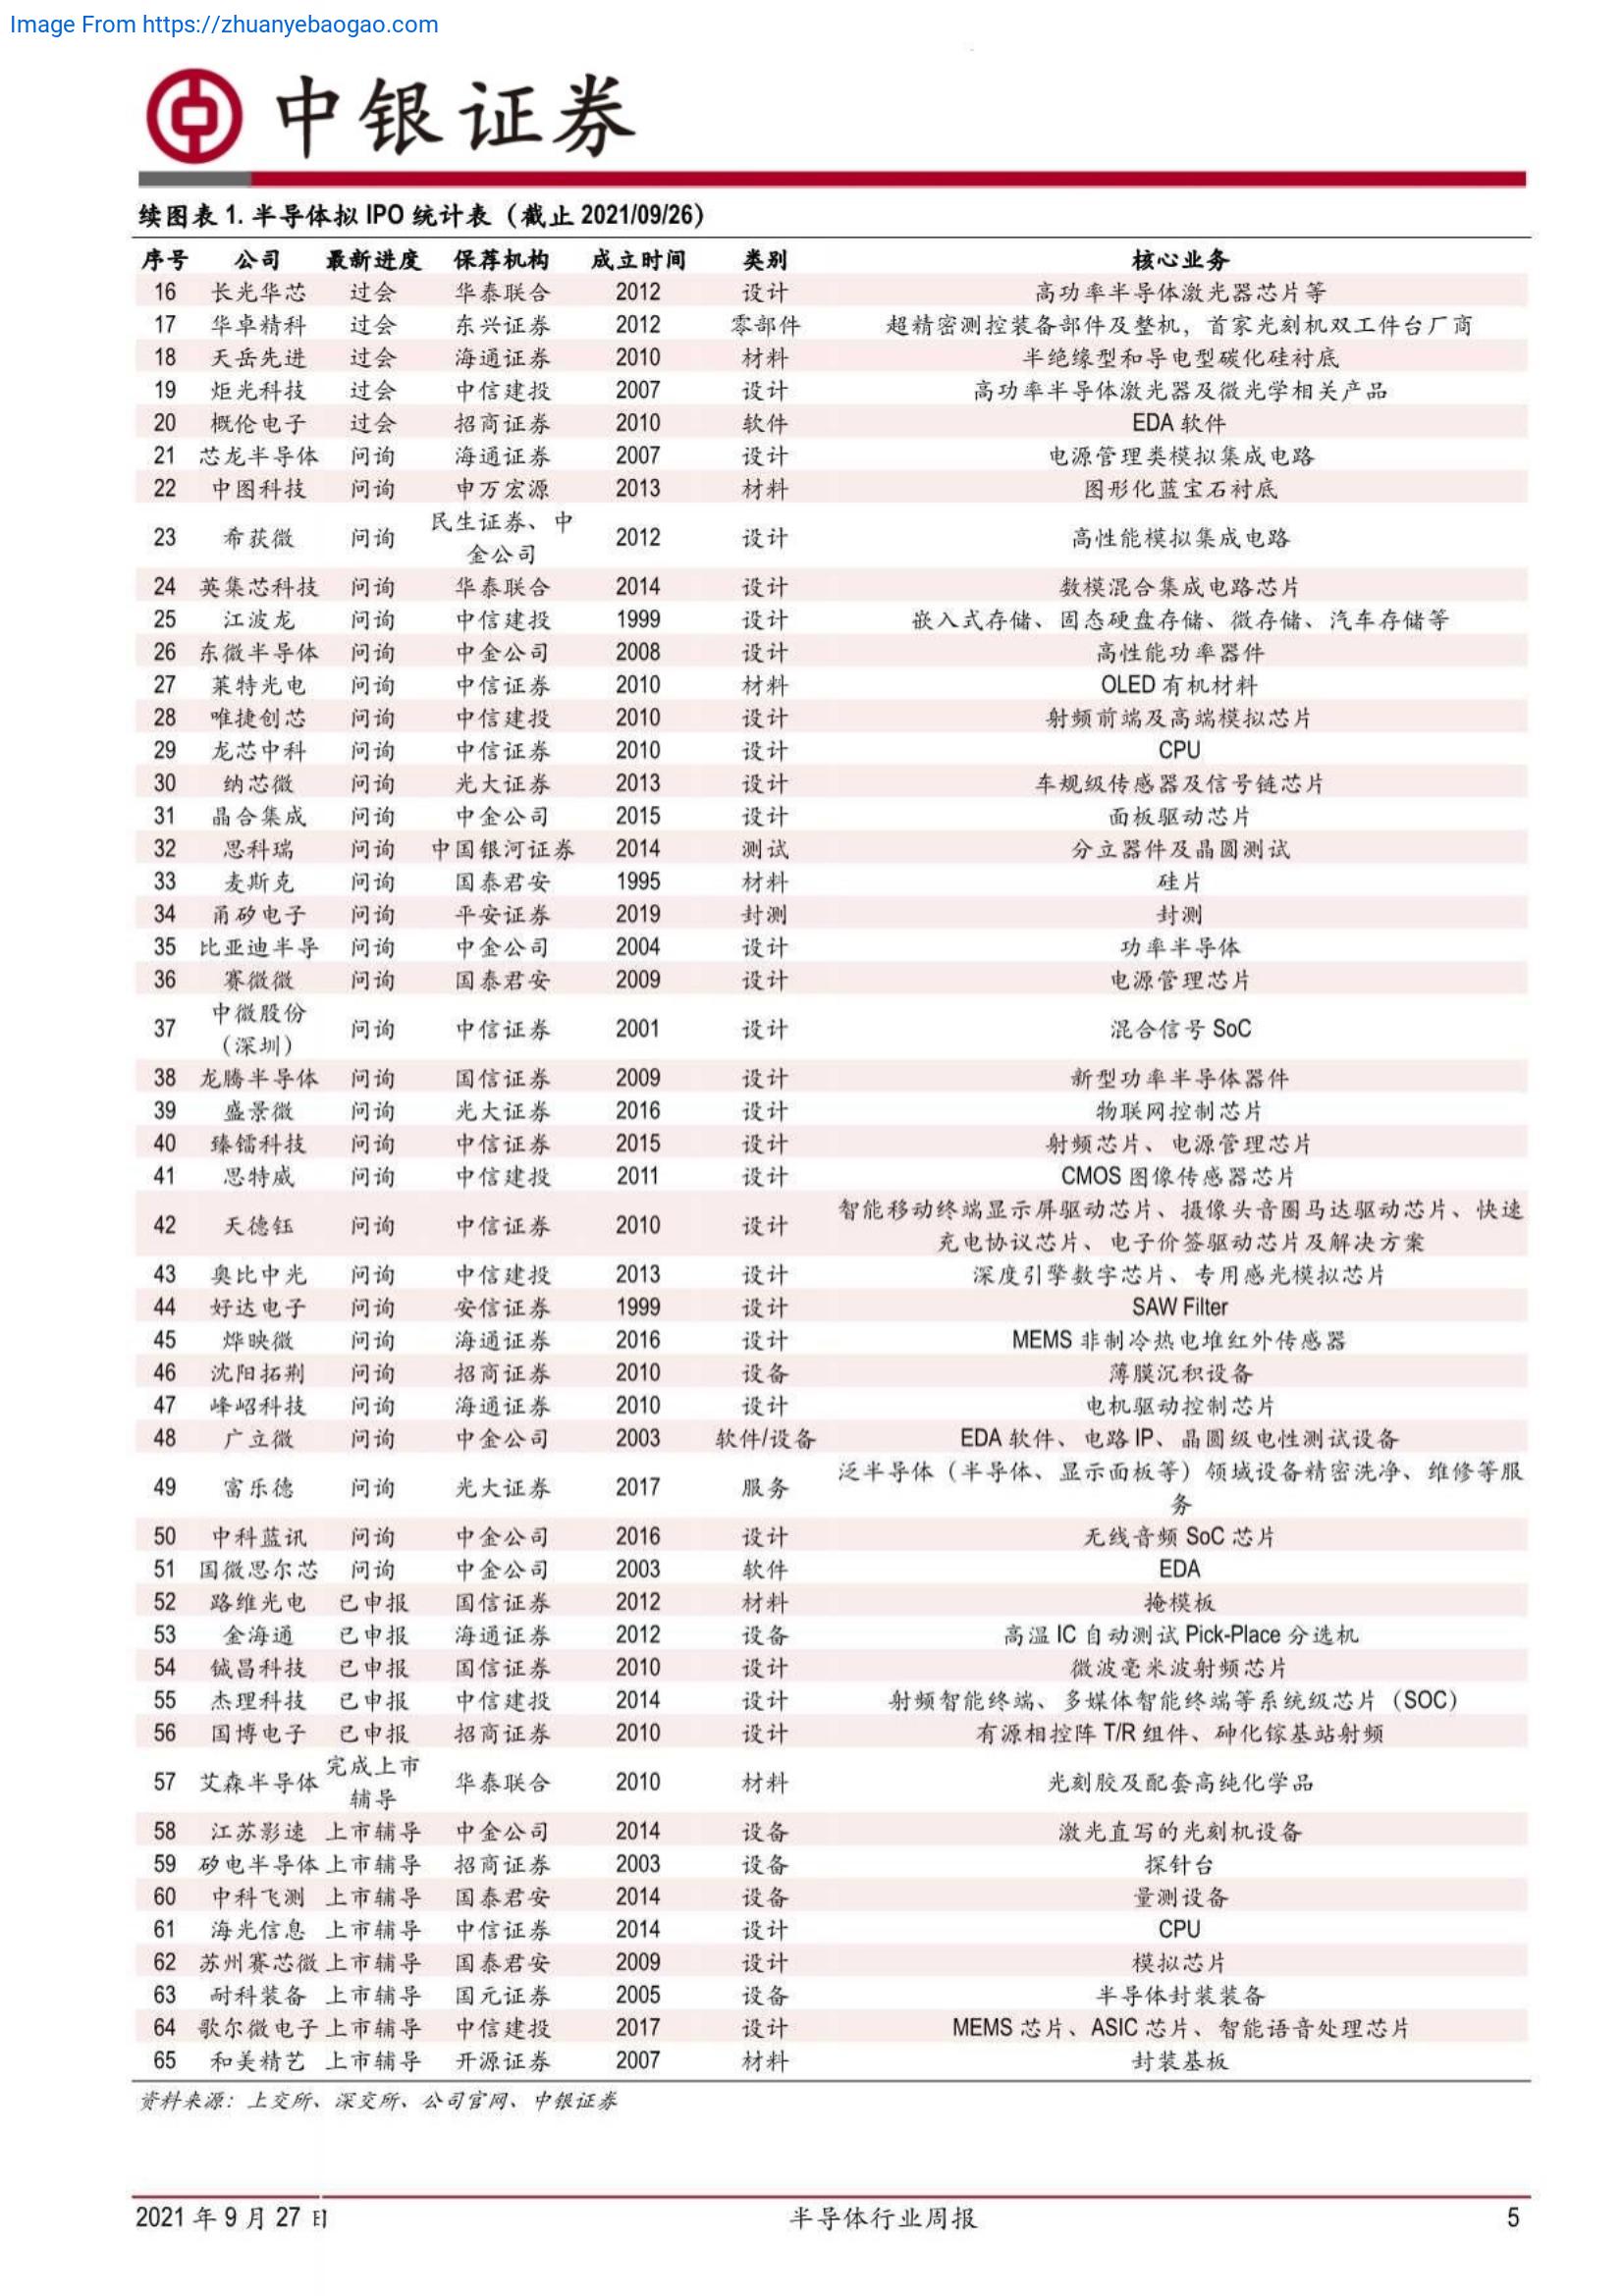 Image From https://zhuanyebaogao.com
中银证券
续图表 1. 半导体拟 IPO 统计表（截止 2021/09/26）
序号 公司 最新进度 保荐机构 成立时间 类别 核心业务
16 长光华芯 过会 华泰联合 2012 设计 高功率半导体激光器芯片等
17 华卓精科 过会 东兴证券 2012 零部件 超精密测控装备部件及整机，首家光刻机双工件台厂商
18 天岳先进 过会 海通证券 2010 材料 半绝缘型和导电型碳化硅衬底
19 炬光科技 过会 中信建投 2007 设计 高功率半导体激光器及微光学相关产品
20 概伦电子 过会 招商证券 2010 软件 EDA 软件
21 芯龙半导体 问询 海通证券 2007 设计 电源管理类模拟集成电路
22 中图科技 问询 申万宏源 2013 材料 图形化蓝宝石衬底
23 希荻微 问询 民生证券、中
金公司 2012 设计 高性能模拟集成电路
24 英集芯科技 问询 华泰联合 2014 设计 数模混合集成电路芯片
25 江波龙 问询 中信建投 1999 设计 嵌入式存储、固态硬盘存储、微存储、汽车存储等
26 东微半导体 问询 中金公司 2008 设计 高性能功率器件
27 莱特光电 问询 中信证券 2010 材料 OLED 有机材料
28 唯捷创芯 问询 中信建投 2010 设计 射频前端及高端模拟芯片
29 龙芯中科 问询 中信证券 2010 设计 CPU
30 纳芯微 问询 光大证券 2013 设计 车规级传感器及信号链芯片
31 晶合集成 问询 中金公司 2015 设计 面板驱动芯片
32 思科瑞 问询 中国银河证券 2014 测试 分立器件及晶圆测试
33 麦斯克 问询 国泰君安 1995 材料 硅片
34 甬矽电子 问询 平安证券 2019 封测 封测
35 比亚迪半导 问询 中金公司 2004 设计 功率半导体
36 赛微微 问询 国泰君安 2009 设计 电源管理芯片
37 中微股份
（深圳） 问询 中信证券 2001 设计 混合信号 SoC
38 龙腾半导体 问询 国信证券 2009 设计 新型功率半导体器件
39 盛景微 问询 光大证券 2016 设计 物联网控制芯片
40 臻镭科技 问询 中信证券 2015 设计 射频芯片、电源管理芯片
41 思特威 问询 中信建投 2011 设计 CMOS 图像传感器芯片
42 天德钰 问询 中信证券 2010 设计 智能移动终端显示屏驱动芯片、摄像头音圈马达驱动芯片、快速
充电协议芯片、电子价签驱动芯片及解决方案
43 奥比中光 问询 中信建投 2013 设计 深度引擎数字芯片、专用感光模拟芯片
44 好达电子 问询 安信证券 1999 设计 SAW Filter
45 烨映微 问询 海通证券 2016 设计 MEMS 非制冷热电堆红外传感器
46 沈阳拓荆 问询 招商证券 2010 设备 薄膜沉积设备
47 峰岹科技 问询 海通证券 2010 设计 电机驱动控制芯片
48 广立微 问询 中金公司 2003 软件/设备 EDA 软件、电路 IP、晶圆级电性测试设备
49 富乐德 问询 光大证券 2017 服务 泛半导体（半导体、显示面板等）领域设备精密洗净、维修等服
务
50 中科蓝讯 问询 中金公司 2016 设计 无线音频 SoC 芯片
51 国微思尔芯 问询 中金公司 2003 软件 EDA
52 路维光电 已申报 国信证券 2012 材料 掩模板
53 金海通 已申报 海通证券 2012 设备 高温 IC 自动测试 Pick-Place 分选机
54 铖昌科技 已申报 国信证券 2010 设计 微波毫米波射频芯片
55 杰理科技 已申报 中信建投 2014 设计 射频智能终端、多媒体智能终端等系统级芯片（SOC）
56 国博电子 已申报 招商证券 2010 设计 有源相控阵 T/R 组件、砷化镓基站射频
57 艾森半导体 完成上市
辅导 华泰联合 2010 材料 光刻胶及配套高纯化学品
58 江苏影速 上市辅导 中金公司 2014 设备 激光直写的光刻机设备
59 矽电半导体 上市辅导 招商证券 2003 设备 探针台
60 中科飞测 上市辅导 国泰君安 2014 设备 量测设备
61 海光信息 上市辅导 中信证券 2014 设计 CPU
62 苏州赛芯微 上市辅导 国泰君安 2009 设计 模拟芯片
63 耐科装备 上市辅导 国元证券 2005 设备 半导体封装装备
64 歌尔微电子 上市辅导 中信建投 2017 设计 MEMS 芯片、ASIC 芯片、智能语音处理芯片
65 和美精艺 上市辅导 开源证券 2007 材料 封装基板
资料来源：上交所、深交所、公司官网、中银证券
2021 年 9 月 27 日 半导体行业周报 5